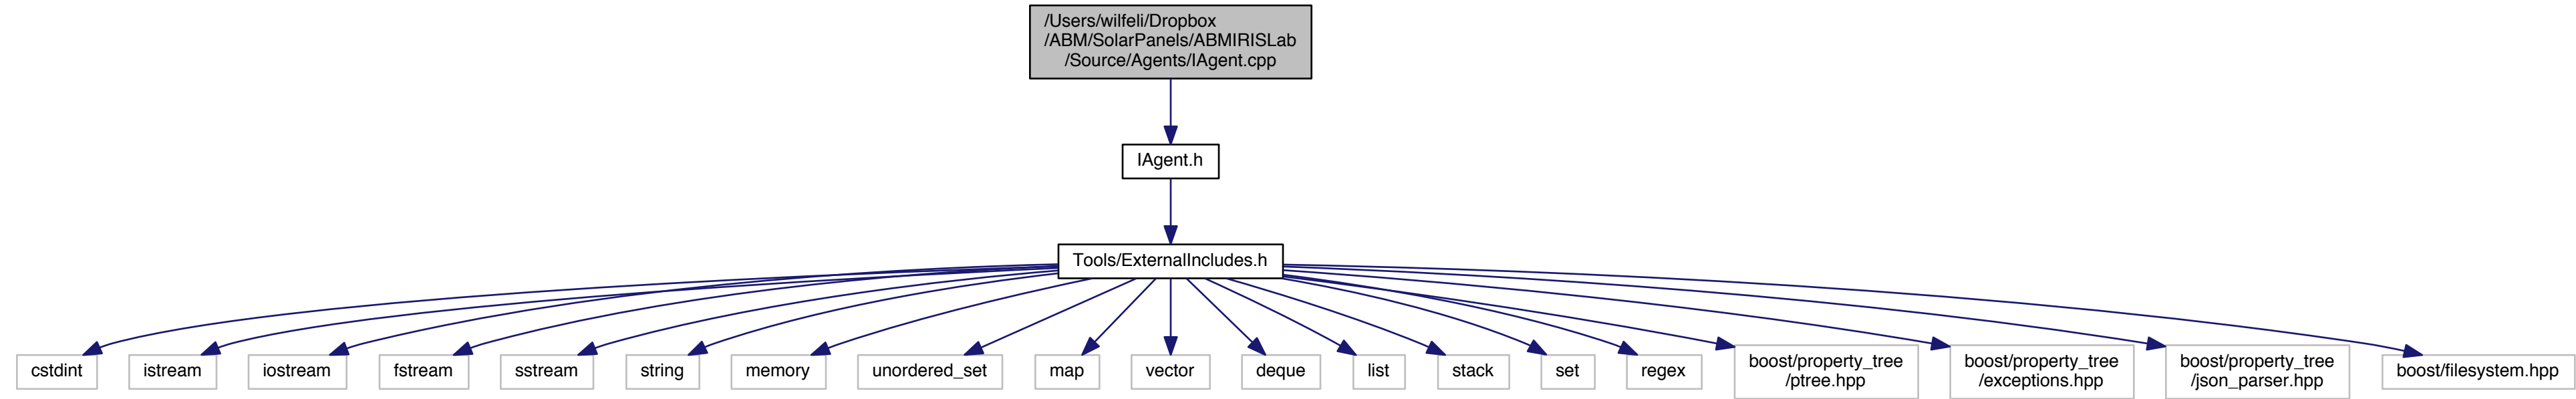 /Users/wilfeli/Dropbox
/ABM/SolarPanels/ABMIRISLab
/Source/Agents/IAgent.cpp
IAgent.h
Tools/ExternalIncludes.h
cstdint
istream
iostream
fstream
sstream
string
memory
unordered_set
map
vector
deque
list
stack
set
regex
boost/property_tree
/ptree.hpp
boost/property_tree
/exceptions.hpp
boost/property_tree
/json_parser.hpp
boost/filesystem.hpp